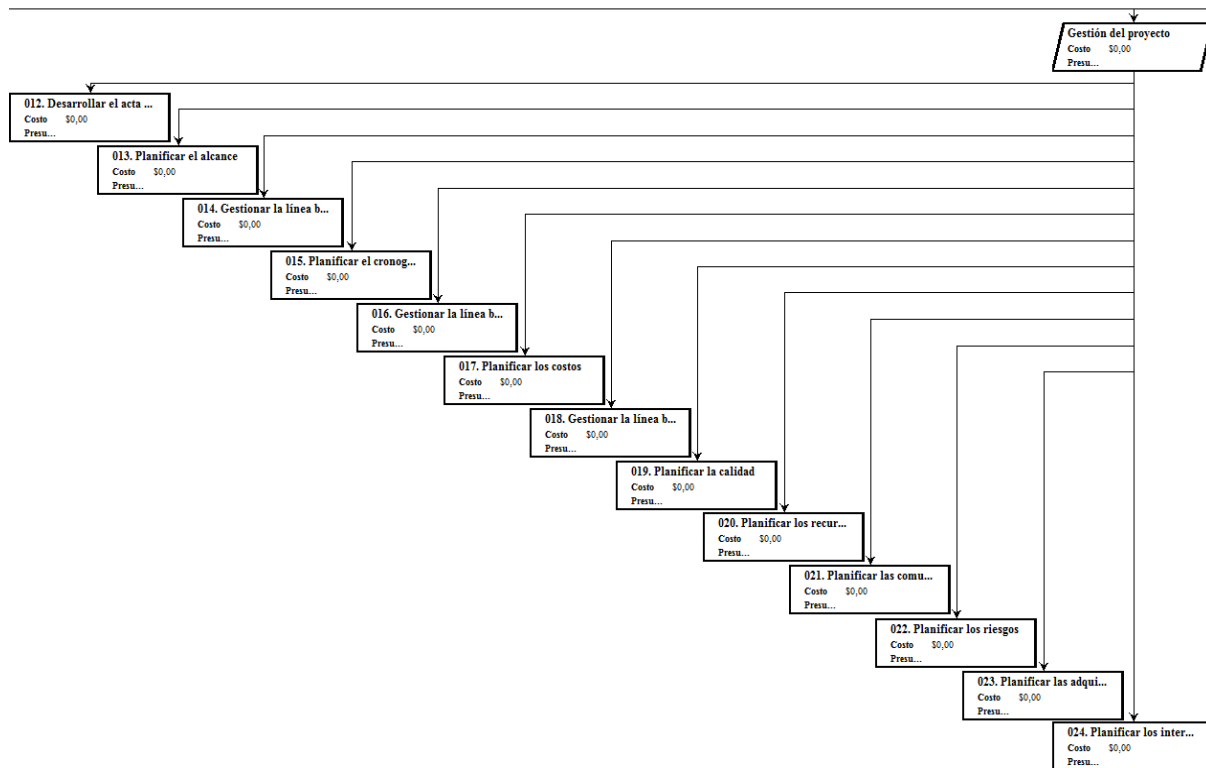 Gestión del proyecto
Costo $0,00
Presu...
012. Desarrollar el acta ...
Costo $0,00
Presu...
013. Planificar el alcance
Costo $0,00
Presu...
014. Gestionar la línea b...
Costo $0,00
Presu...
015. Planificar el cronog...
Costo $0,00
Presu...
016. Gestionar la línea b...
Costo $0,00
Presu...
017. Planificar los costos
Costo $0,00
Presu...
018. Gestionar la línea b...
Costo $0,00
Presu...
019. Planificar la calidad
Costo $0,00
Presu...
020. Planificar los recur...
Costo $0,00
Presu...
021. Planificar las comu...
Costo $0,00
Presu...
022. Planificar los riesgos
Costo $0,00
Presu...
023. Planificar las adqui...
Costo $0,00
Presu...
024. Planificar los inter...
Costo $0,00
Presu...